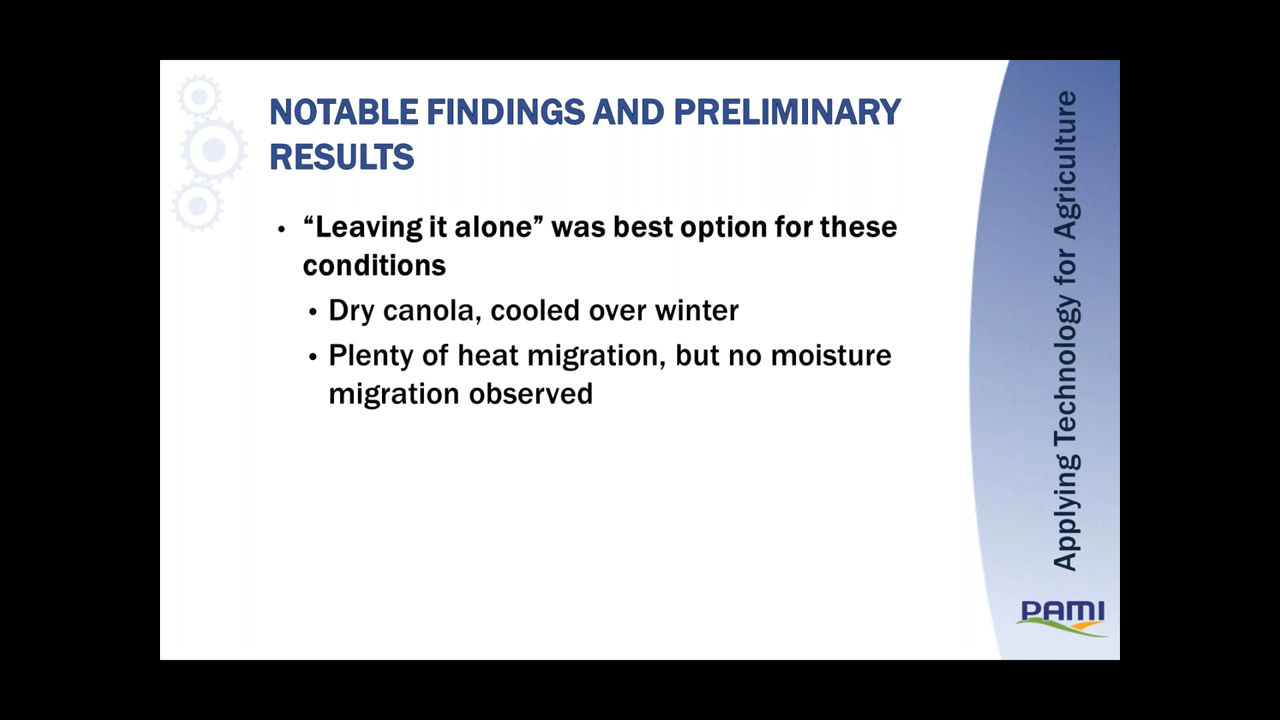 NOTABLE FINDINGS AND PRELIMINARY
RESULTS
• “Leaving it alone” was best option for these
conditions
• Dry canola, cooled over winter
• Plenty of heat migration, but no moisture
migration observed
Applying Technology for Agriculture
PAMI